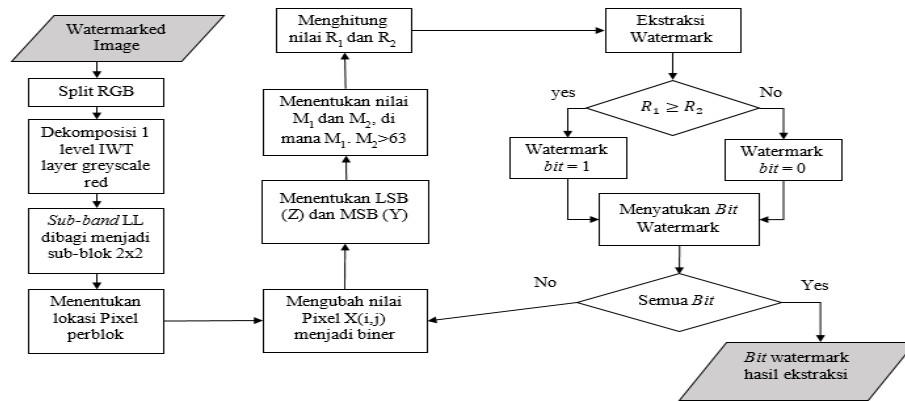 Watermarked
Image
Split RGB
Dekomposisi 1
level IWT
layer greyscale
red
Sub-band LL
dibagi menjadi
sub-blok 2x2
Menentukan
lokasi Pixel
perblok
Mengubah nilai
Pixel X(i,j)
menjadi biner
Menentukan LSB
(Z) dan MSB (Y)
Menentukan nilai
M₁ dan M₂, di
mana M₁. M₂>63
Menghitung
nilai R₁ dan R₂
Ekstraksi
Watermark
R₁ ≥ R₂
yes
No
Watermark
bit = 1
Watermark
bit = 0
Menyatukan Bit
Watermark
Semua Bit
No
Yes
Bit watermark
hasil ekstraksi